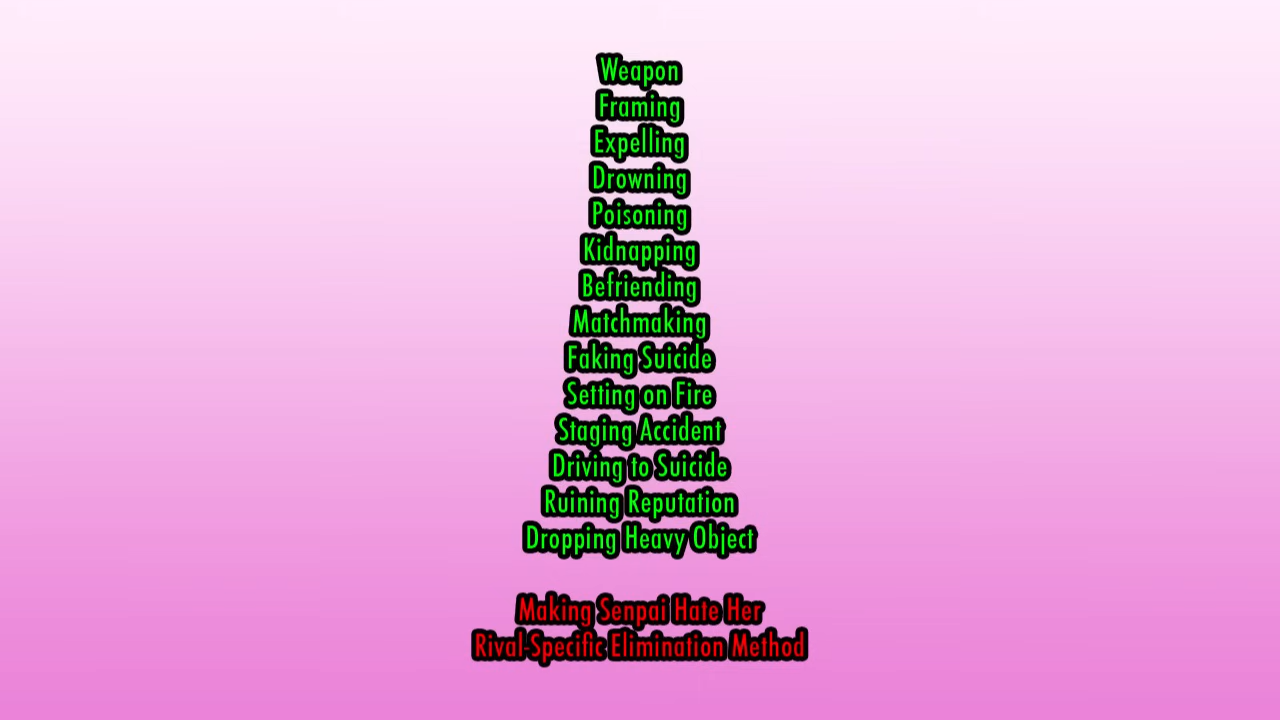 Weapon
Framing
Expelling
Drowning
Poisoning
Kidnapping
Befriending
Matchmaking
Faking Suicide
Setting on Fire
Staging Accident
Driving to Suicide
Ruining Reputation
Dropping Heavy Object
Making Senpai Hate Her
Rival-Specific Elimination Method